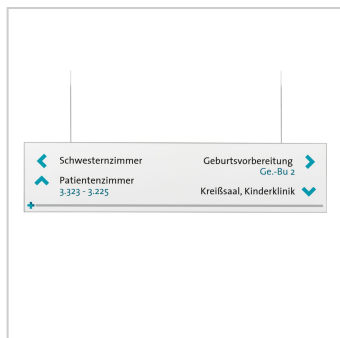 Schwesternzimmer
Patientenzimmer
3.323 - 3.225
Geburtsvorbereitung
Ge.-Bu 2
Kreißsaal, Kinderklinik